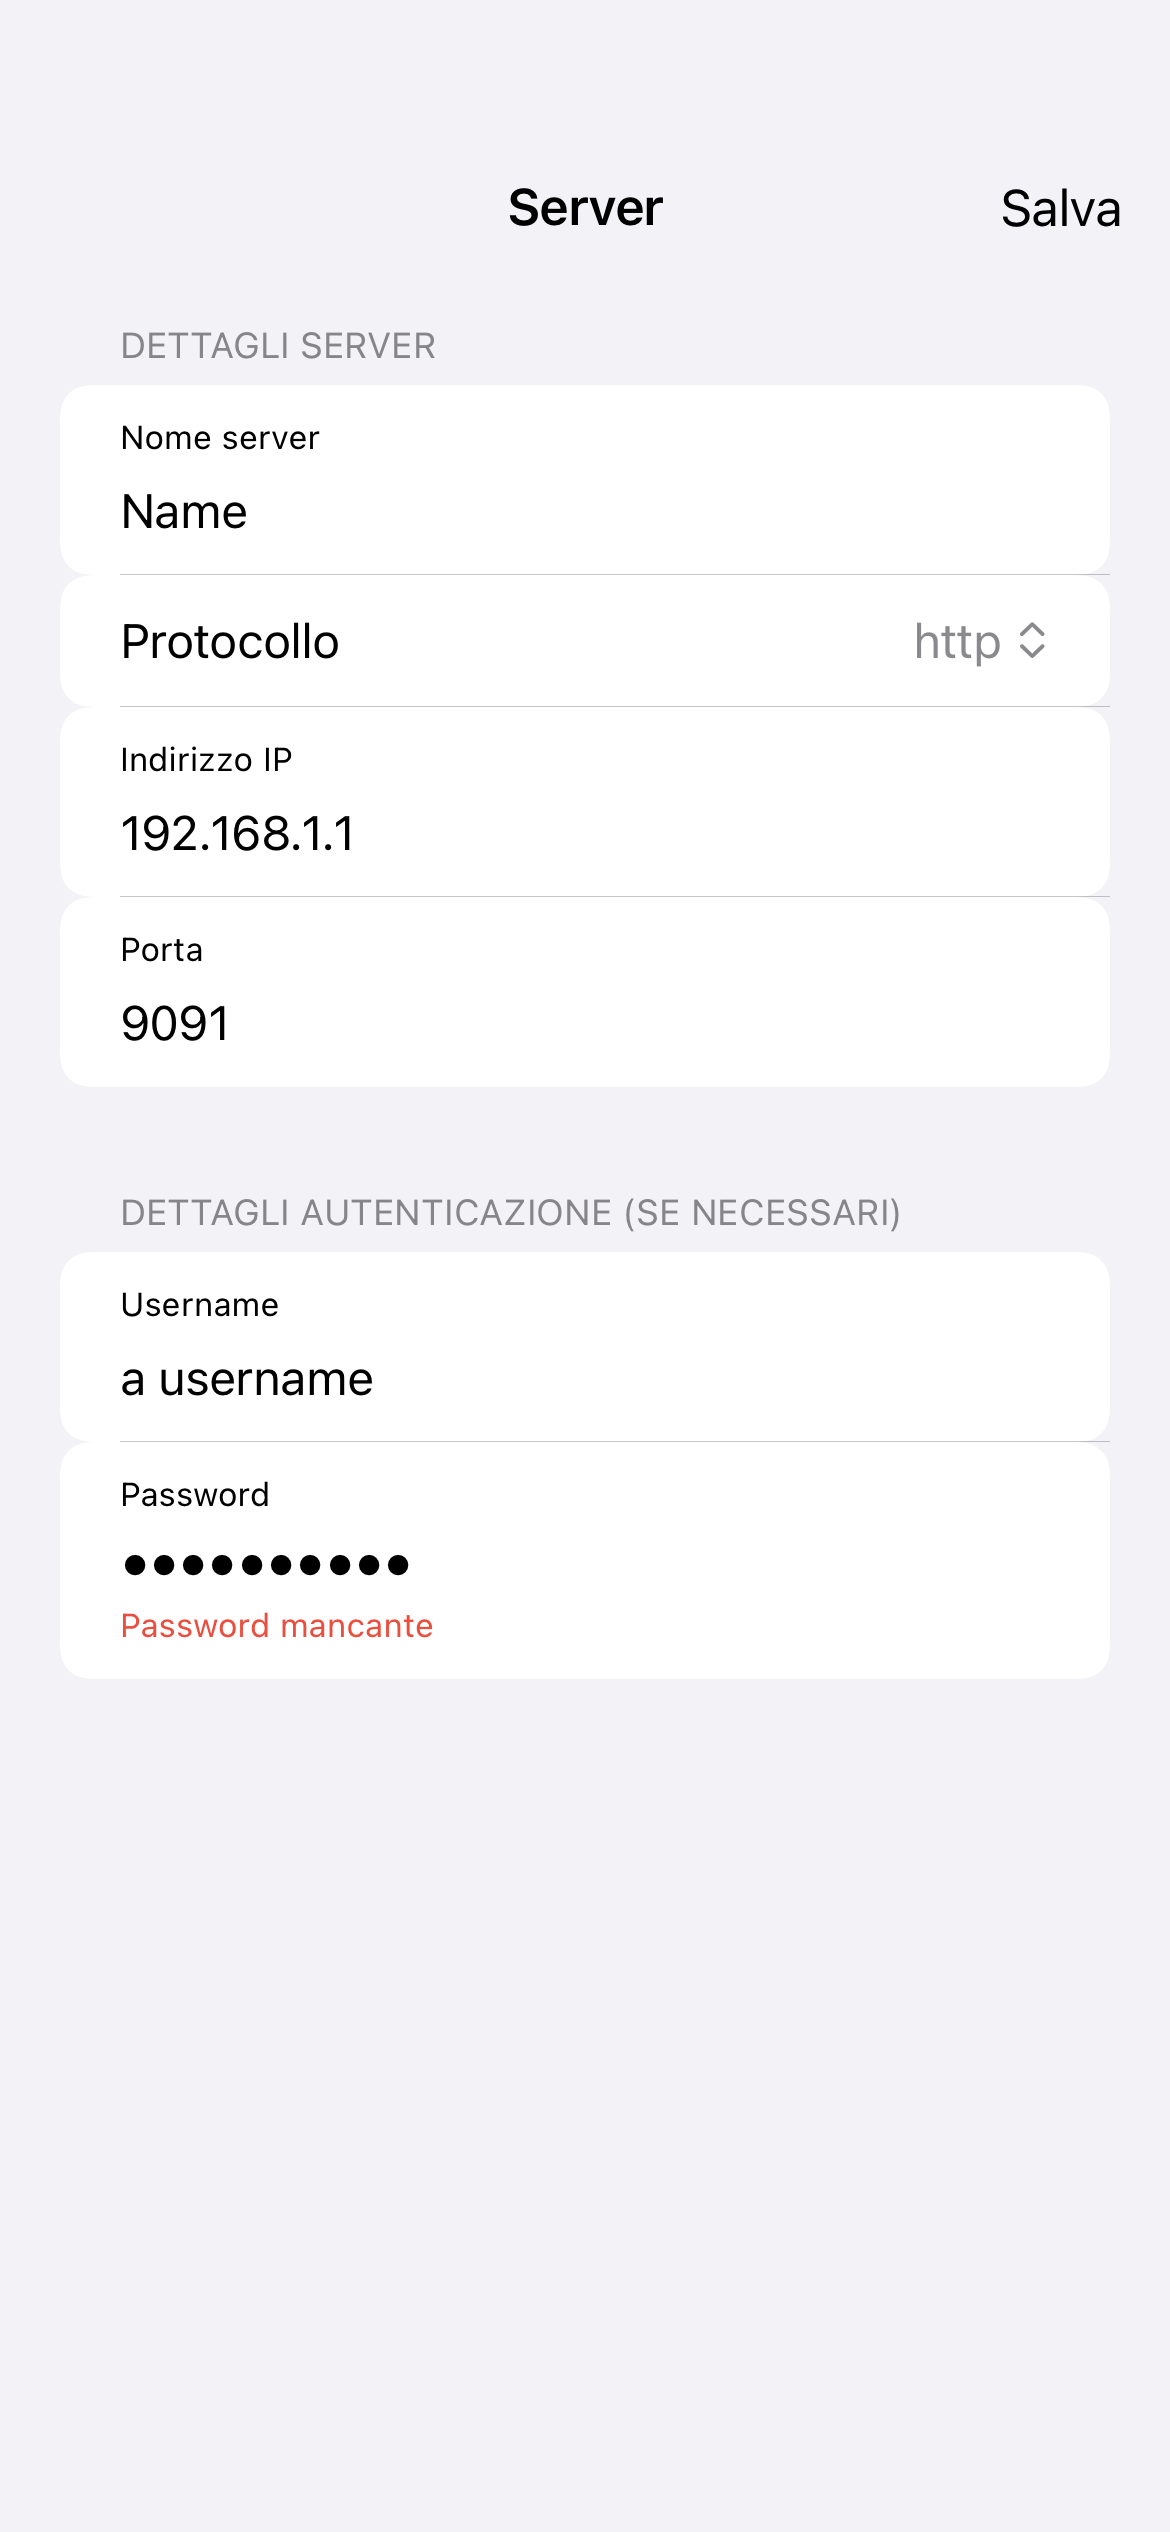 Server
Salva
DETTAGLI SERVER
Nome server
Name
Protocollo
http
Indirizzo IP
192.168.1.1
Porta
9091
DETTAGLI AUTENTICAZIONE (SE NECESSARI)
Username
a username
Password
●●●●●●●●●●
Password mancante